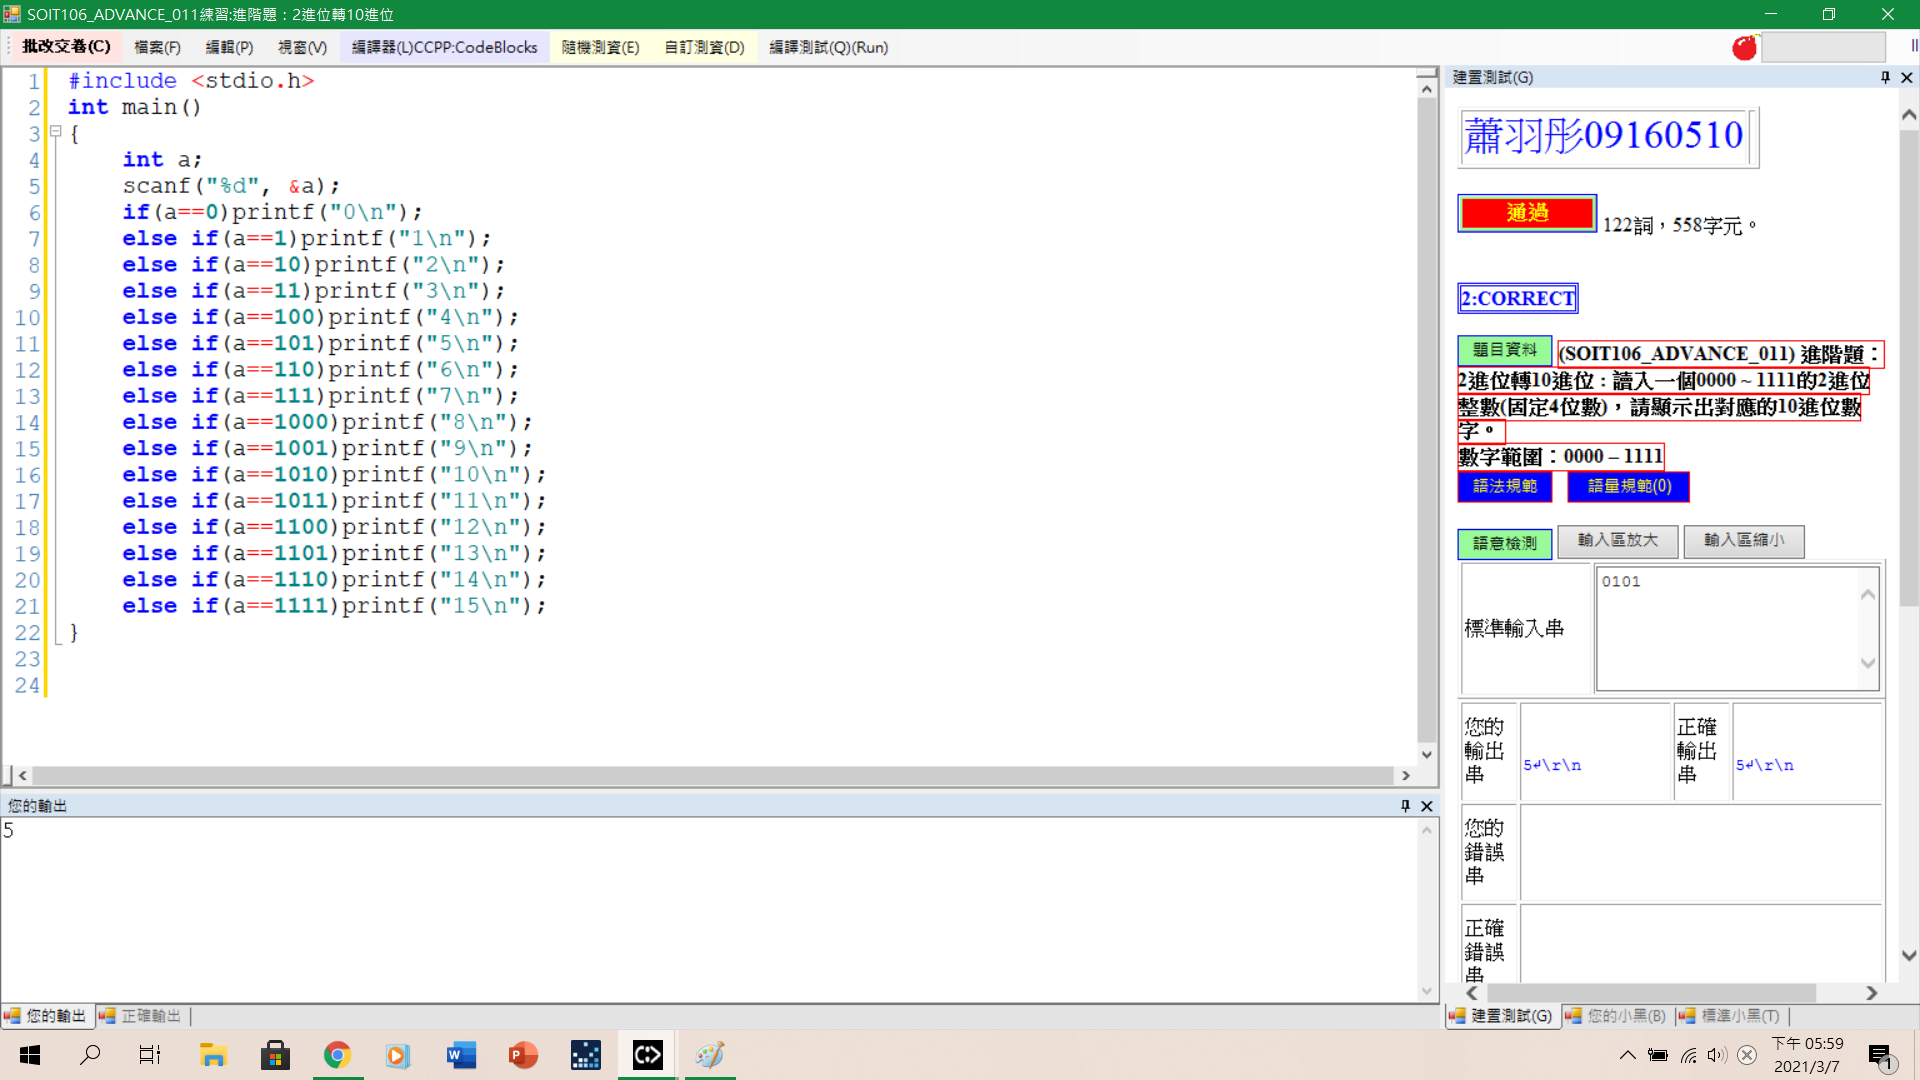 SOIT106_ADVANCE_011練習:進階題：2進位轉10進位
批改交卷(C) 檔案(F) 編輯(P) 視窗(V) 編譯器(L)CCPP:CodeBlocks 隨機測資(E) 自訂測資(D) 編譯測試(Q)(Run)
1 #include <stdio.h>
2 int main()
3 {
4 int a;
5 scanf("%d", &a);
6 if(a==0)printf("0\n");
7 else if(a==1)printf("1\n");
8 else if(a==10)printf("2\n");
9 else if(a==11)printf("3\n");
10 else if(a==100)printf("4\n");
11 else if(a==101)printf("5\n");
12 else if(a==110)printf("6\n");
13 else if(a==111)printf("7\n");
14 else if(a==1000)printf("8\n");
15 else if(a==1001)printf("9\n");
16 else if(a==1010)printf("10\n");
17 else if(a==1011)printf("11\n");
18 else if(a==1100)printf("12\n");
19 else if(a==1101)printf("13\n");
20 else if(a==1110)printf("14\n");
21 else if(a==1111)printf("15\n");
22 }
23
24
您的輸出
5
您的輸出 正確輸出
建置測試(G)
蕭羽彤09160510
通過 122詞，558字元。
2:CORRECT
題目資料 (SOIT106_ADVANCE_011) 進階題：
2進位轉10進位：讀入一個0000 ~ 1111的2進位
整數(固定4位數)，請顯示出對應的10進位數
字。
數字範圍：0000 – 1111
語法規範 語量規範(0)
語意檢測 輸入區放大 輸入區縮小
標準輸入串 0101
您的
輸出
串
5↲\r\n
正確
輸出
串
5↲\r\n
您的
錯誤
串
正確
錯誤
串
建置測試(G) 您的小黑(B) 標準小黑(T)
下午 05:59
2021/3/7
1